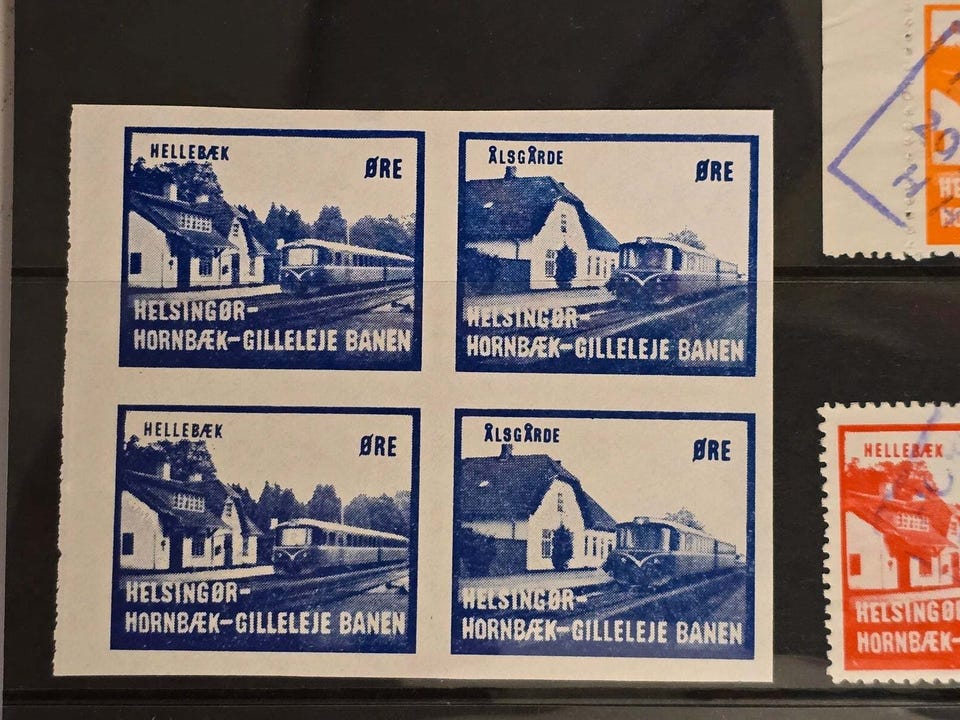 HELLEBÆK
ØRE
HELSINGØR-
HORNBÆK-GILLELEJE BANEN
ÅLSGÅRDE
ØRE
HELSINGØR-
HORNBÆK-GILLELEJE BANEN
HELLEBÆK
ØRE
HELSINGØR-
HORNBÆK-GILLELEJE BANEN
ÅLSGÅRDE
ØRE
HELSINGØR-
HORNBÆK-GILLELEJE BANEN
HELLEBÆK
HELSINGØ
HORNBÆK-